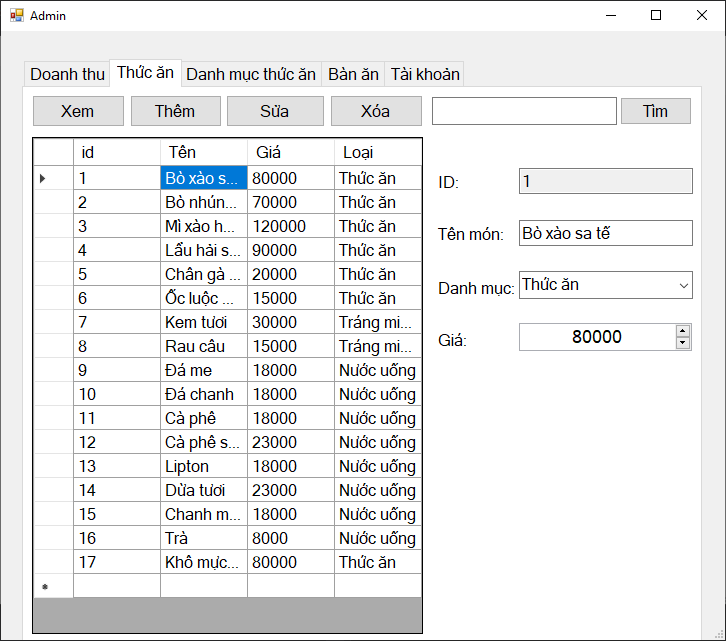 Admin
Doanh thu Thức ăn Danh mục thức ăn Bàn ăn Tài khoản
Xem Thêm Sửa Xóa Tìm
id Tên Giá Loại
1 Bò xào s... 80000 Thức ăn
2 Bò nhún... 70000 Thức ăn
3 Mì xào h... 120000 Thức ăn
4 Lẩu hải s... 90000 Thức ăn
5 Chân gà ... 20000 Thức ăn
6 Ốc luộc ... 15000 Thức ăn
7 Kem tươi 30000 Tráng mi...
8 Rau câu 15000 Tráng mi...
9 Đá me 18000 Nước uống
10 Đá chanh 18000 Nước uống
11 Cà phê 18000 Nước uống
12 Cà phê s... 23000 Nước uống
13 Lipton 18000 Nước uống
14 Dừa tươi 23000 Nước uống
15 Chanh m... 18000 Nước uống
16 Trà 8000 Nước uống
17 Khô mực... 80000 Thức ăn
ID: 1
Tên món: Bò xào sa tế
Danh mục: Thức ăn
Giá: 80000